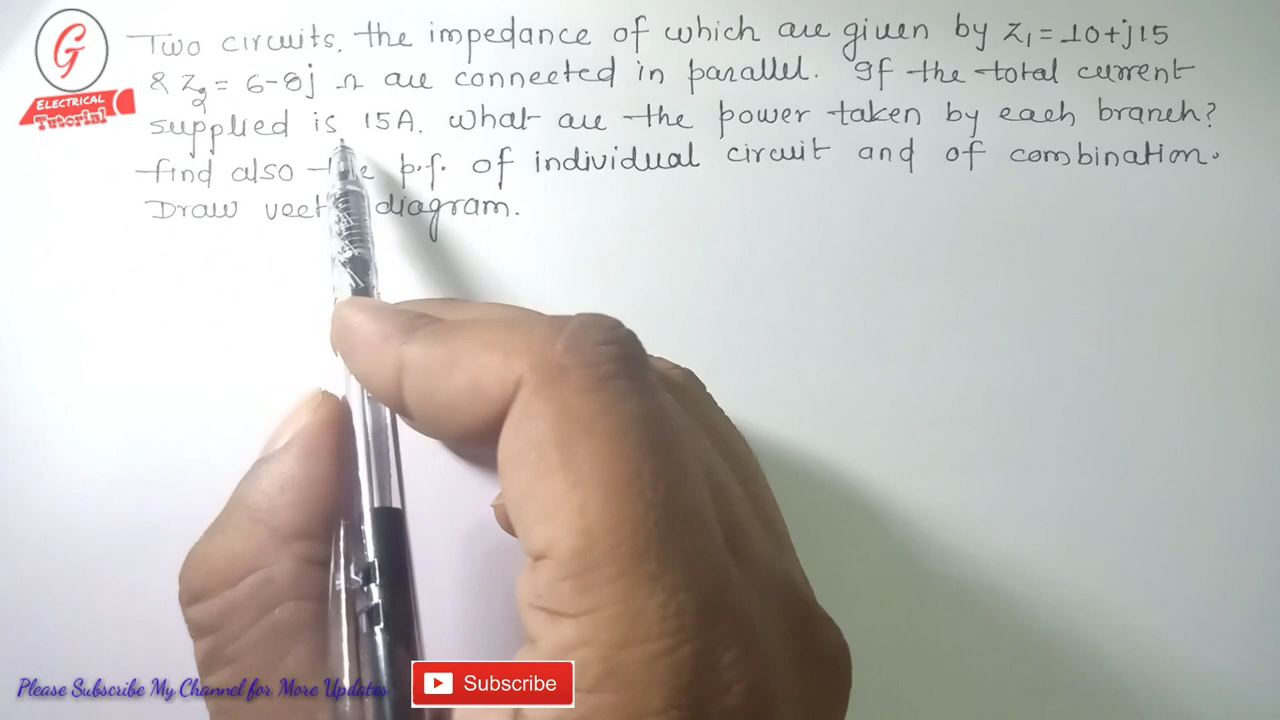 G
ELECTRICAL
Tutorial
Two circuits, the impedance of which are given by Z1 = 10+j15
& Z2 = 6-8j Ω are connected in parallel. If the total current
supplied is 15A. What are the power taken by each branch?
find also p.f. of individual circuit and of combination.
Draw diagram.
Please Subscribe My Channel for More Updates
Subscribe